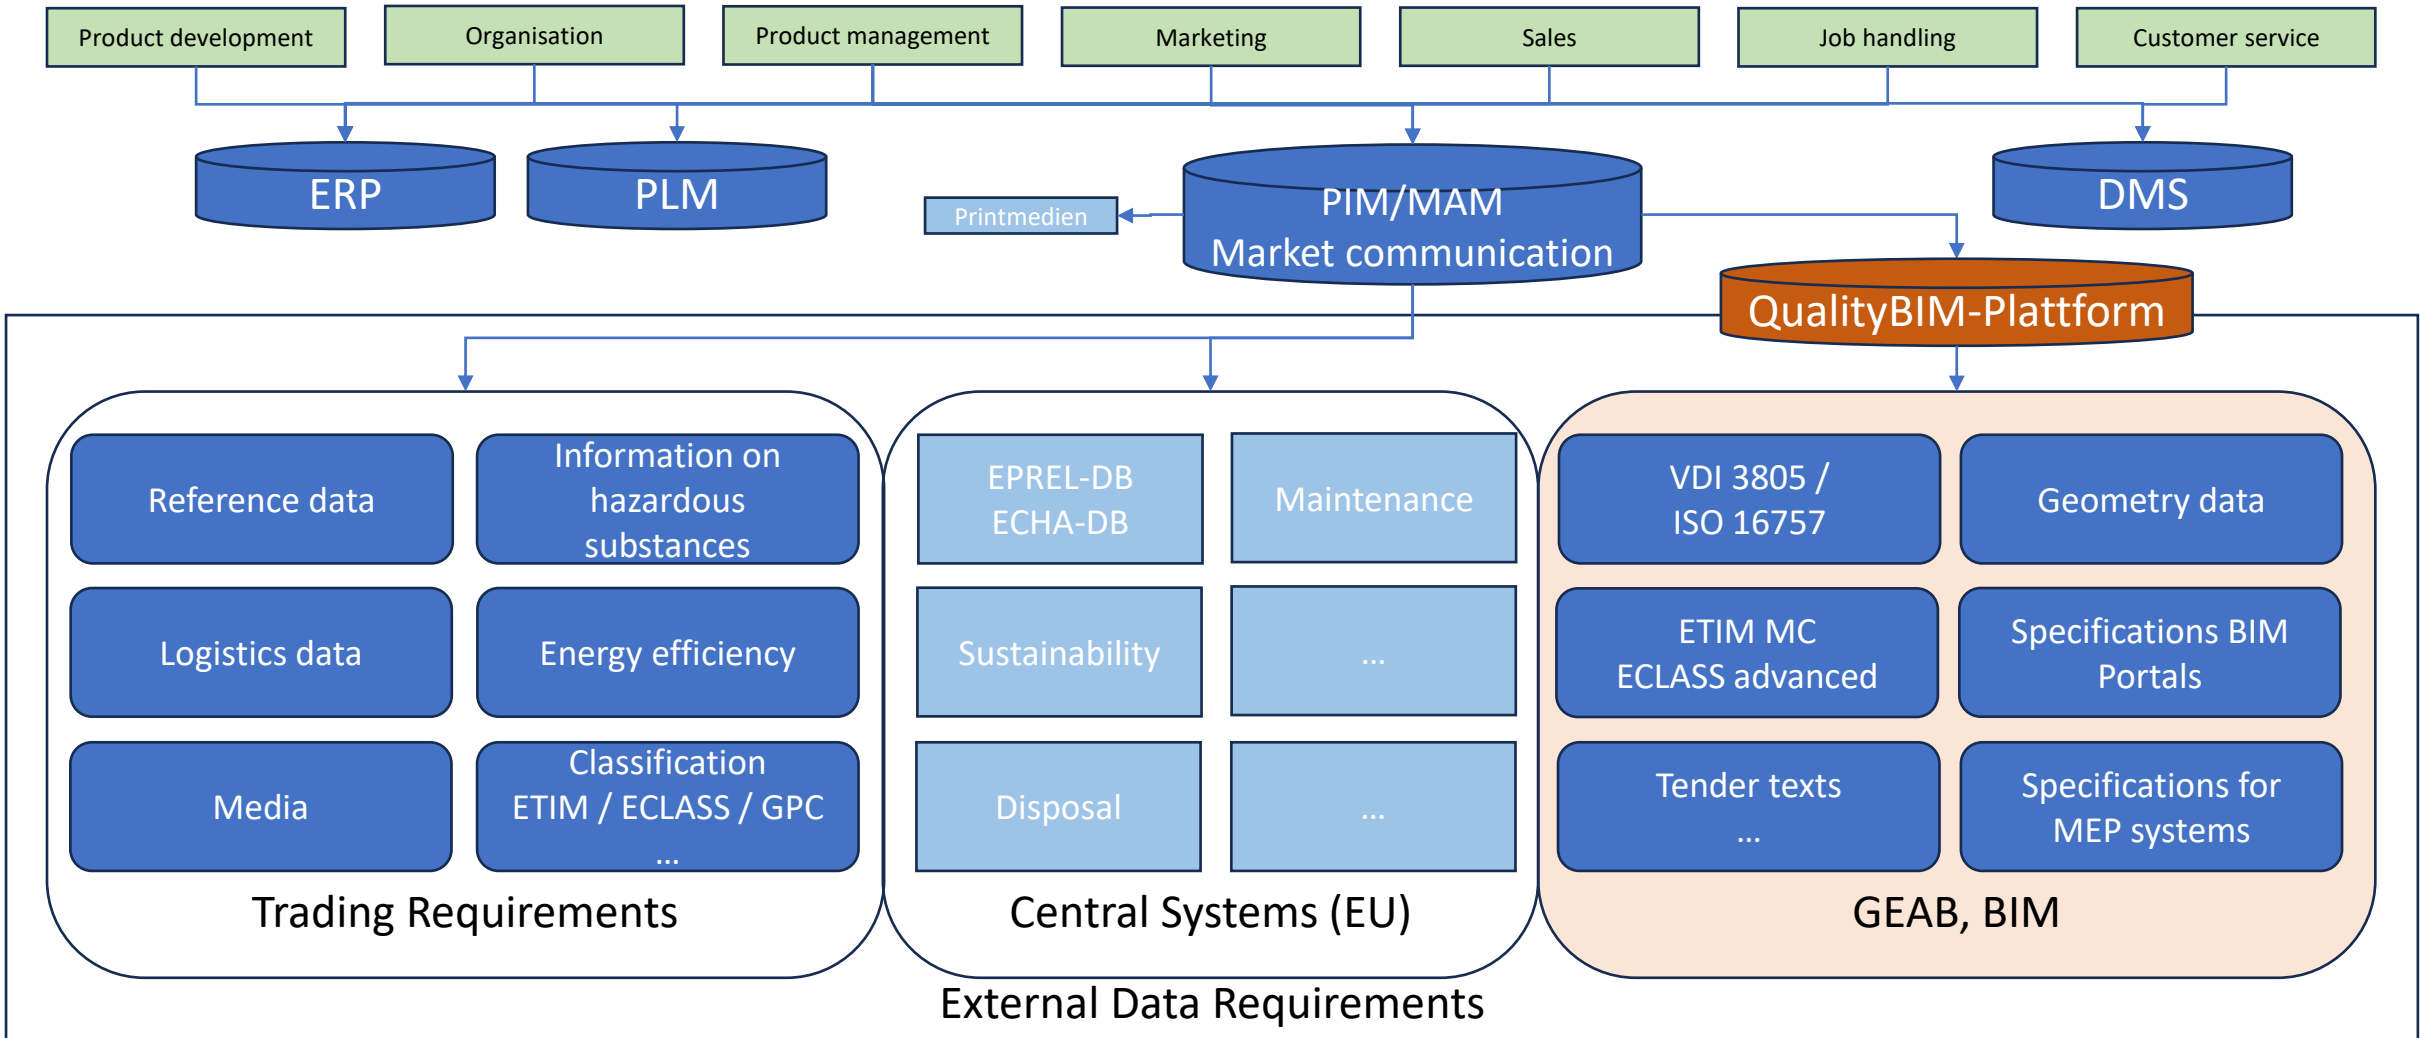 Product development
Organisation
Product management
Marketing
Sales
Job handling
Customer service
ERP
PLM
Printmedien
PIM/MAM
Market communication
DMS
QualityBIM-Plattform
Reference data
Information on
hazardous
substances
Logistics data
Energy efficiency
Media
Classification
ETIM / ECLASS / GPC
...
Trading Requirements
EPREL-DB
ECHA-DB
Maintenance
Sustainability
...
Disposal
...
Central Systems (EU)
VDI 3805 /
ISO 16757
Geometry data
ETIM MC
ECLASS advanced
Specifications BIM
Portals
Tender texts
...
Specifications for
MEP systems
GEAB, BIM
External Data Requirements